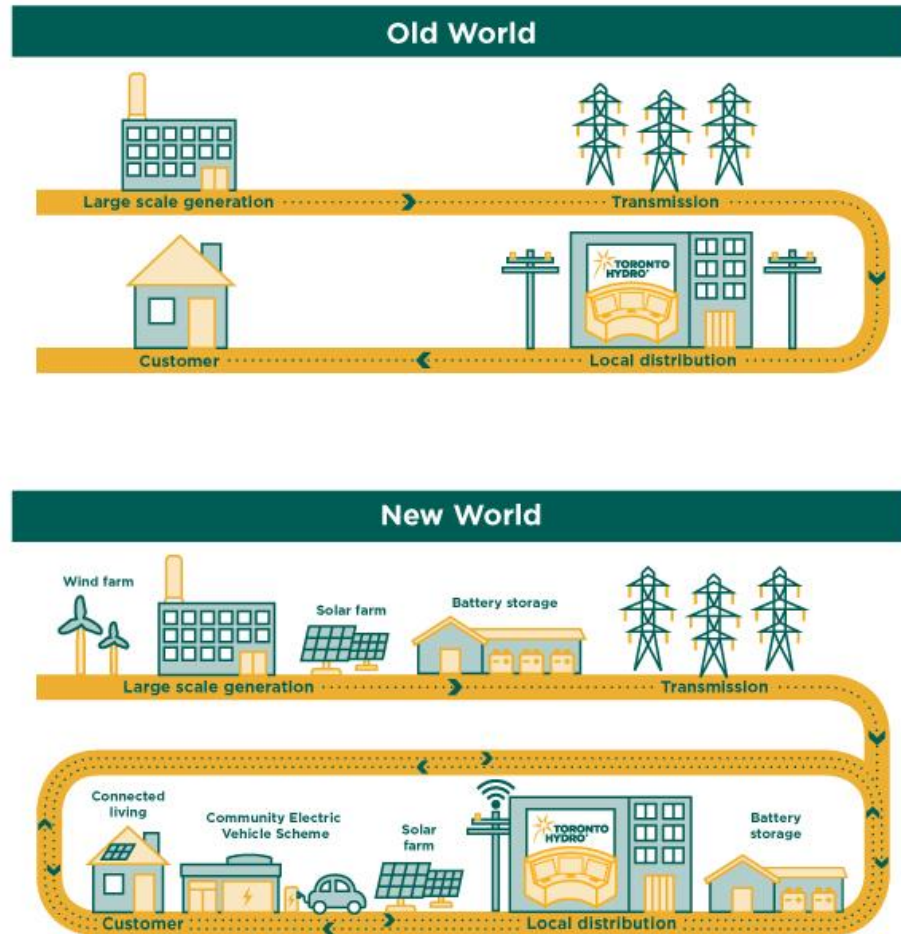 Old World
Large scale generation
Transmission
TORONTO
HYDRO
Customer
Local distribution
New World
Wind farm
Solar farm
Battery storage
Large scale generation
Transmission
Connected
living
Community Electric
Vehicle Scheme
Solar
farm
TORONTO
HYDRO
Battery
storage
Customer
Local distribution